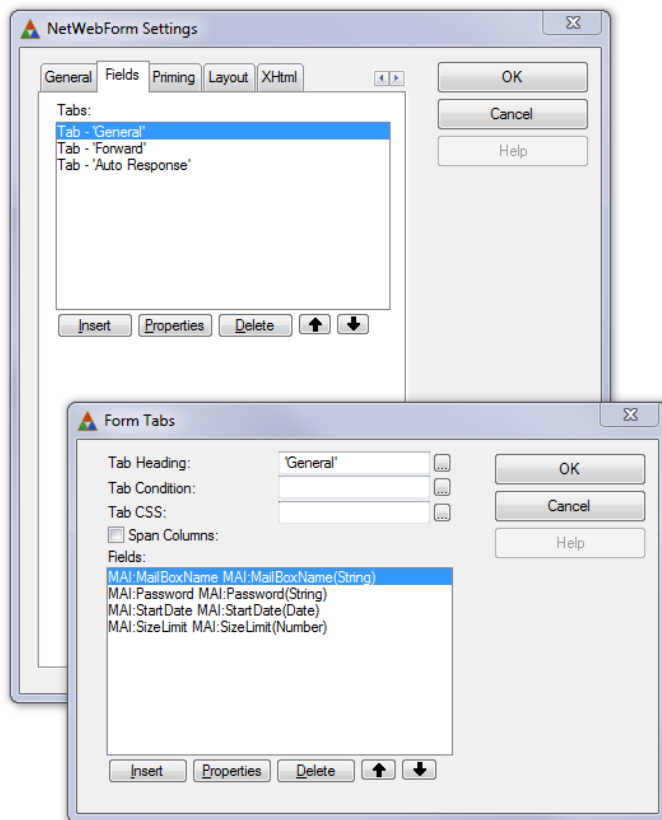 NetWebForm Settings
General Fields Priming Layout XHtml
OK
Cancel
Help
Tabs:
Tab - 'General'
Tab - 'Forward'
Tab - 'Auto Response'
Insert Properties Delete
Form Tabs
Tab Heading: 'General'
Tab Condition:
Tab CSS:
Span Columns:
Fields:
MAI:MailBoxName MAI:MailBoxName(String)
MAI:Password MAI:Password(String)
MAI:StartDate MAI:StartDate(Date)
MAI:SizeLimit MAI:SizeLimit(Number)
Insert Properties Delete
OK
Cancel
Help